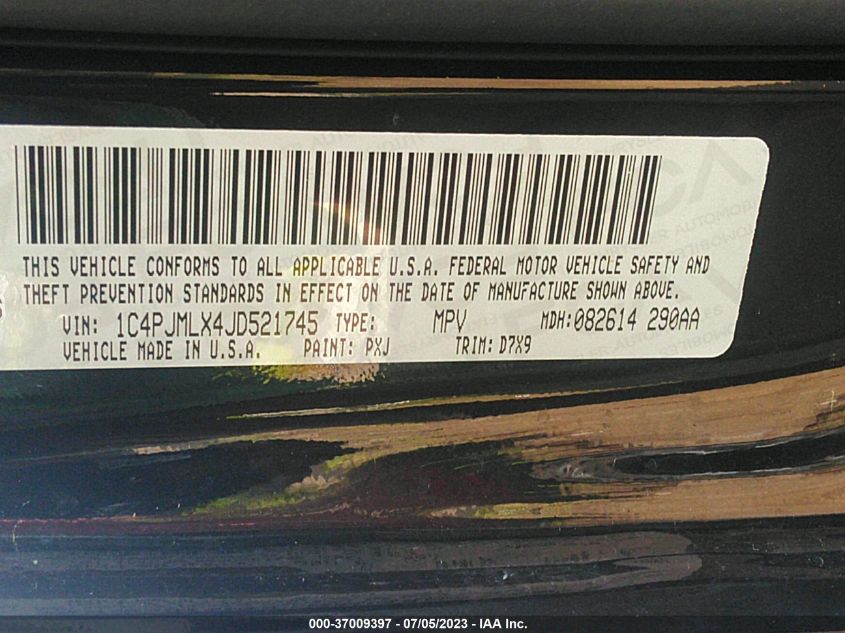 THIS VEHICLE CONFORMS TO ALL APPLICABLE U.S.A. FEDERAL MOTOR VEHICLE SAFETY AND
THEFT PREVENTION STANDARDS IN EFFECT ON THE DATE OF MANUFACTURE SHOWN ABOVE.
VIN: 1C4PJMLX4JD521745 TYPE: MPV MDH:082614 290AA
VEHICLE MADE IN U.S.A. PAINT: PXJ TRIM: D7X9
000-37009397 - 07/05/2023 - IAA Inc.